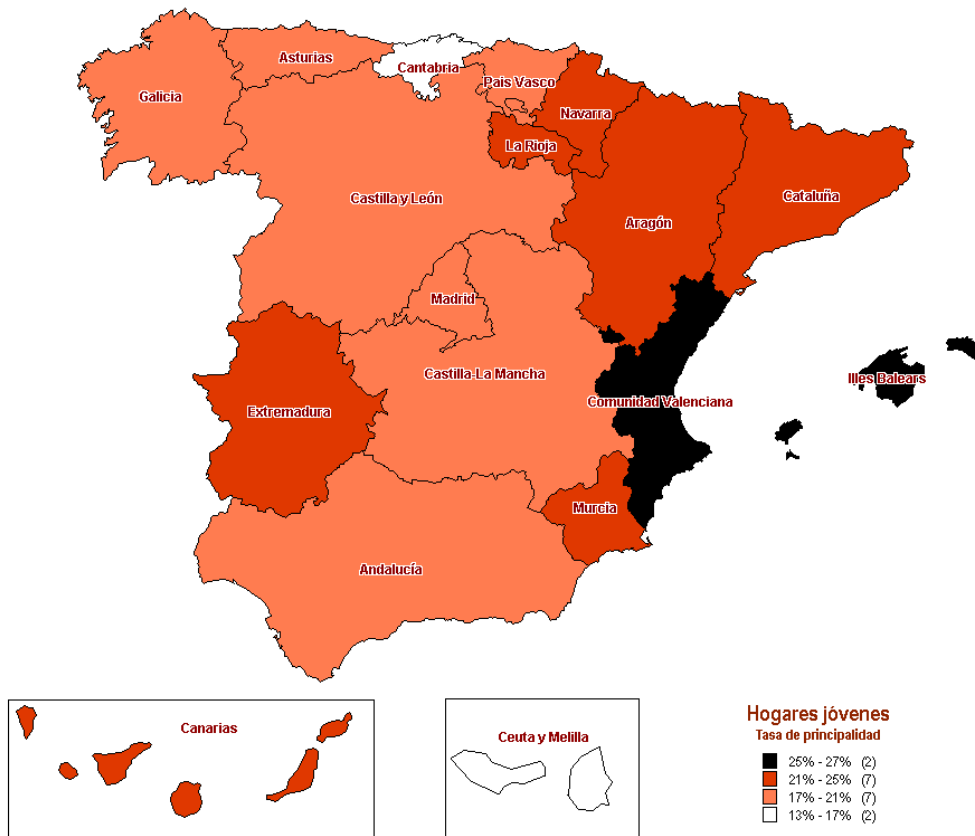 Asturias
Cantabria
Pais Vasco
Galicia
Navarra
La Rioja
Castilla y León
Cataluña
Aragón
Madrid
Castilla-La Mancha
Illes Balears
Comunidad Valenciana
Extremadura
Murcia
Andalucía
Canarias
Ceuta y Melilla
Hogares jóvenes
Tasa de principalidad
25% - 27% (2)
21% - 25% (7)
17% - 21% (7)
13% - 17% (2)